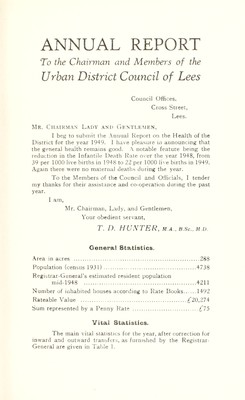 ANNUAL REPORT
To the Chairman and Members of the
Urban District Council of Lees
Council Offices,
Cross Street,
Lees.
MR. CHAIRMAN LADY AND GENTLEMEN,
I beg to submit the Annual Report on the Health of the
District for the year 1949. I have pleasure in announcing that
the general health remains good. A notable feature being the
reduction in the Infantile Death Rate over the year 1948, from
39 per 1000 live births in 1948 to 22 per 1000 live births in 1949.
Again there were no maternal deaths during the year.
To the Members of the Council and Officials, I tender
my thanks for their assistance and co-operation during the past
year.
I am,
Mr. Chairman, Lady, and Gentlemen,
Your obedient servant,
T. D. HUNTER, M.A., B.Sc., M.D.
General Statistics.
Area in acres ... 288
Population (census 1931) ... 4738
Registrar-General's estimated resident population
mid-1948 ... 4211
Number of inhabited houses according to Rate Books ... 1492
Rateable Value ... £20,274
Sum represented by a Penny Rate ... £75
Vital Statistics.
The main vital statistics for the year, after correction for
inward and outward transfers, as furnished by the Registrar-
General are given in Table I.